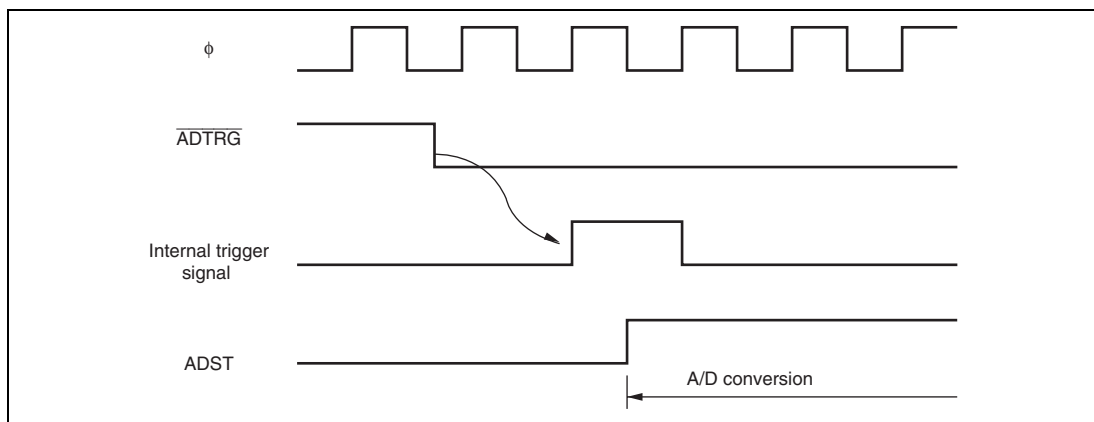 ϕ
ADTRG
Internal trigger
signal
ADST
A/D conversion